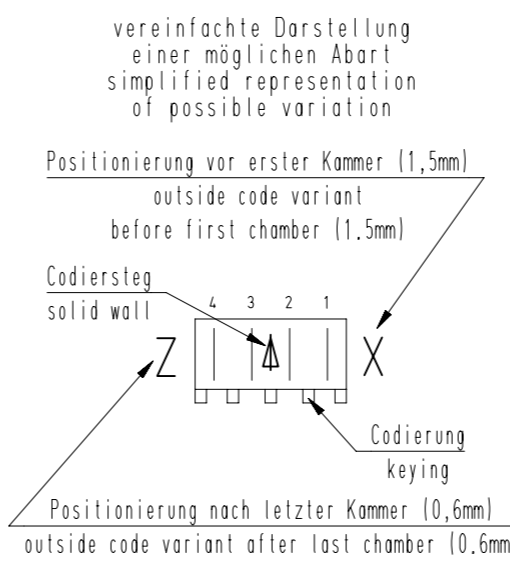 vereinfachte Darstellung
einer möglichen Abart
simplified representation
of possible variation
Positionierung vor erster Kammer (1,5mm)
outside code variant
before first chamber (1.5mm)
Codiersteg
solid wall
4 3 2 1
Z X
Codierung
keying
Positionierung nach letzter Kammer (0,6mm)
outside code variant after last chamber (0.6mm